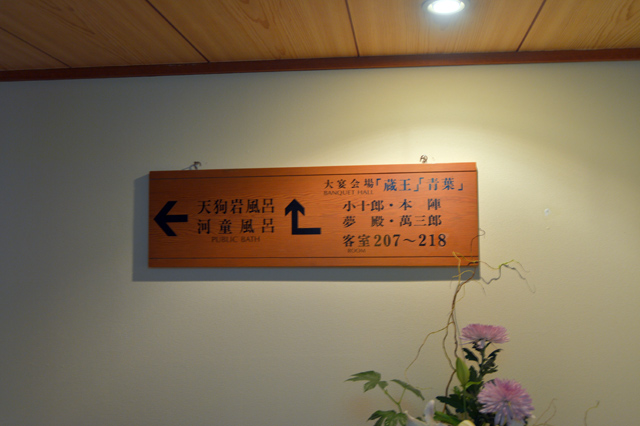 天狗岩風呂
河童風呂
PUBLIC BATH
大宴会場「蔵王」「青葉」
BANQUET HALL
小十郎・本陣
夢殿・萬三郎
客室207～218
ROOM